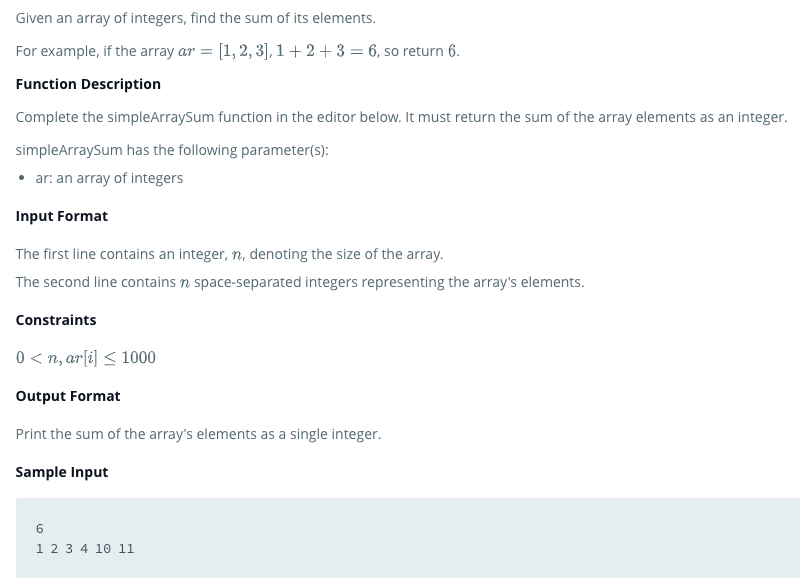 Given an array of integers, find the sum of its elements.
For example, if the array ar = [1, 2, 3], 1 + 2 + 3 = 6, so return 6.
Function Description
Complete the simpleArraySum function in the editor below. It must return the sum of the array elements as an integer.
simpleArraySum has the following parameter(s):
• ar: an array of integers
Input Format
The first line contains an integer, n, denoting the size of the array.
The second line contains n space-separated integers representing the array's elements.
Constraints
0 < n, ar[i] ≤ 1000
Output Format
Print the sum of the array's elements as a single integer.
Sample Input
6
1 2 3 4 10 11